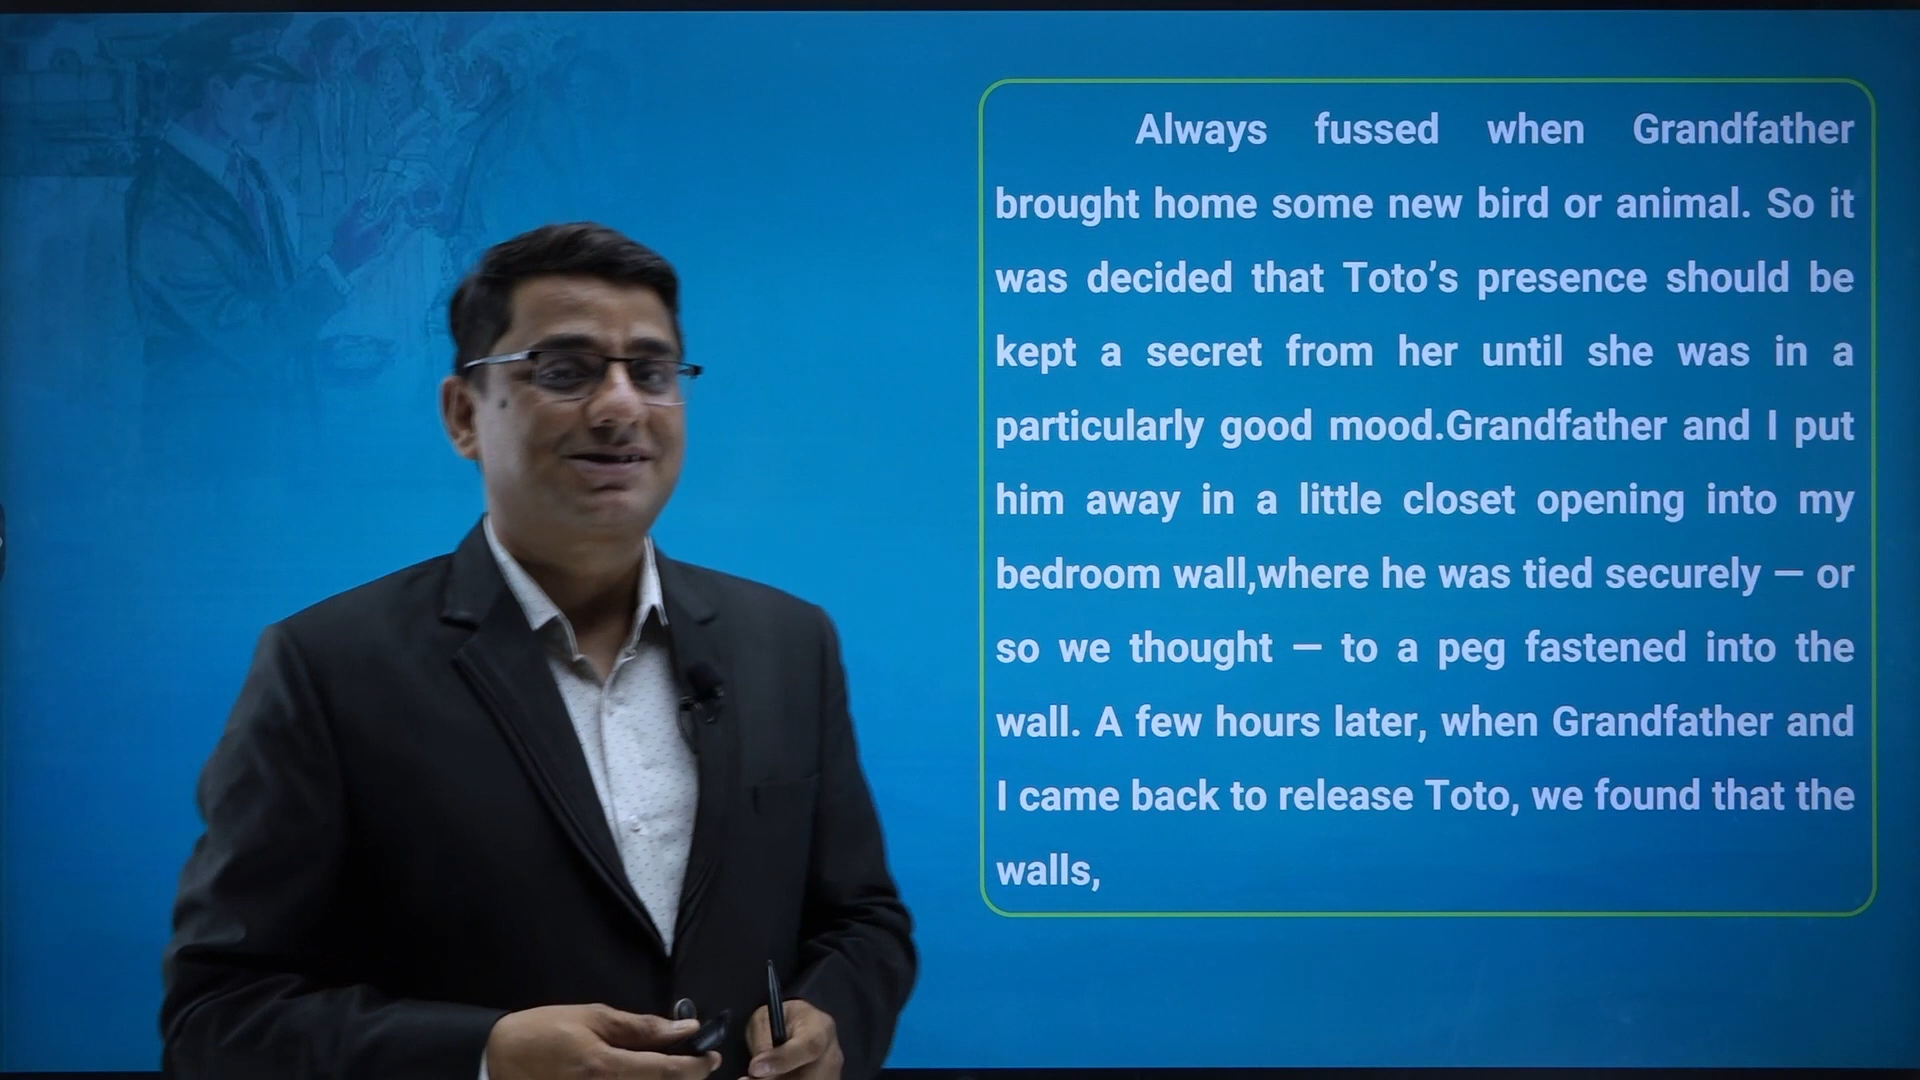 Always fussed when Grandfather
brought home some new bird or animal. So it
was decided that Toto’s presence should be
kept a secret from her until she was in a
particularly good mood.Grandfather and I put
him away in a little closet opening into my
bedroom wall,where he was tied securely — or
so we thought — to a peg fastened into the
wall. A few hours later, when Grandfather and
I came back to release Toto, we found that the
walls,